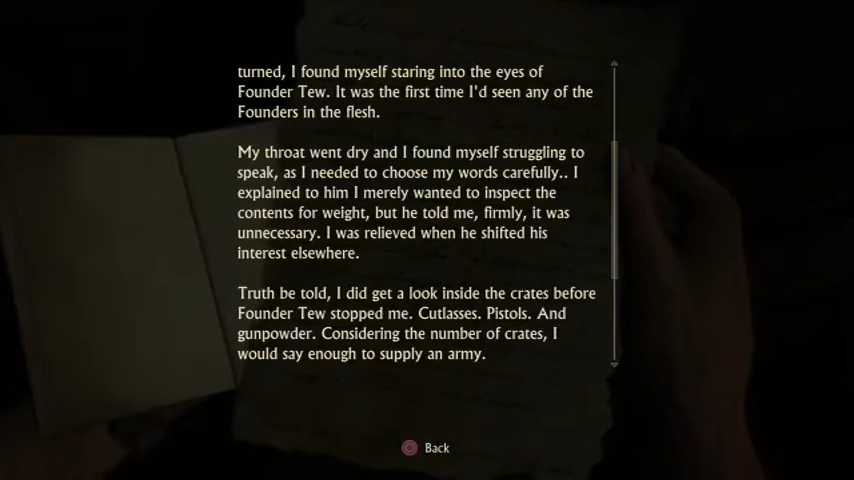 turned, I found myself staring into the eyes of
Founder Tew. It was the first time I'd seen any of the
Founders in the flesh.
My throat went dry and I found myself struggling to
speak, as I needed to choose my words carefully.. I
explained to him I merely wanted to inspect the
contents for weight, but he told me, firmly, it was
unnecessary. I was relieved when he shifted his
interest elsewhere.
Truth be told, I did get a look inside the crates before
Founder Tew stopped me. Cutlasses. Pistols. And
gunpowder. Considering the number of crates, I
would say enough to supply an army.
Back